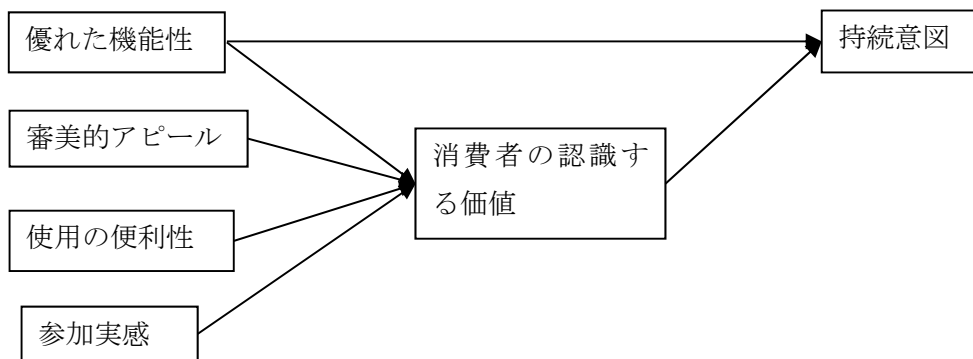 優れた機能性
持続意図
審美的アピール
消費者の認識す
る価値
使用の便利性
参加実感